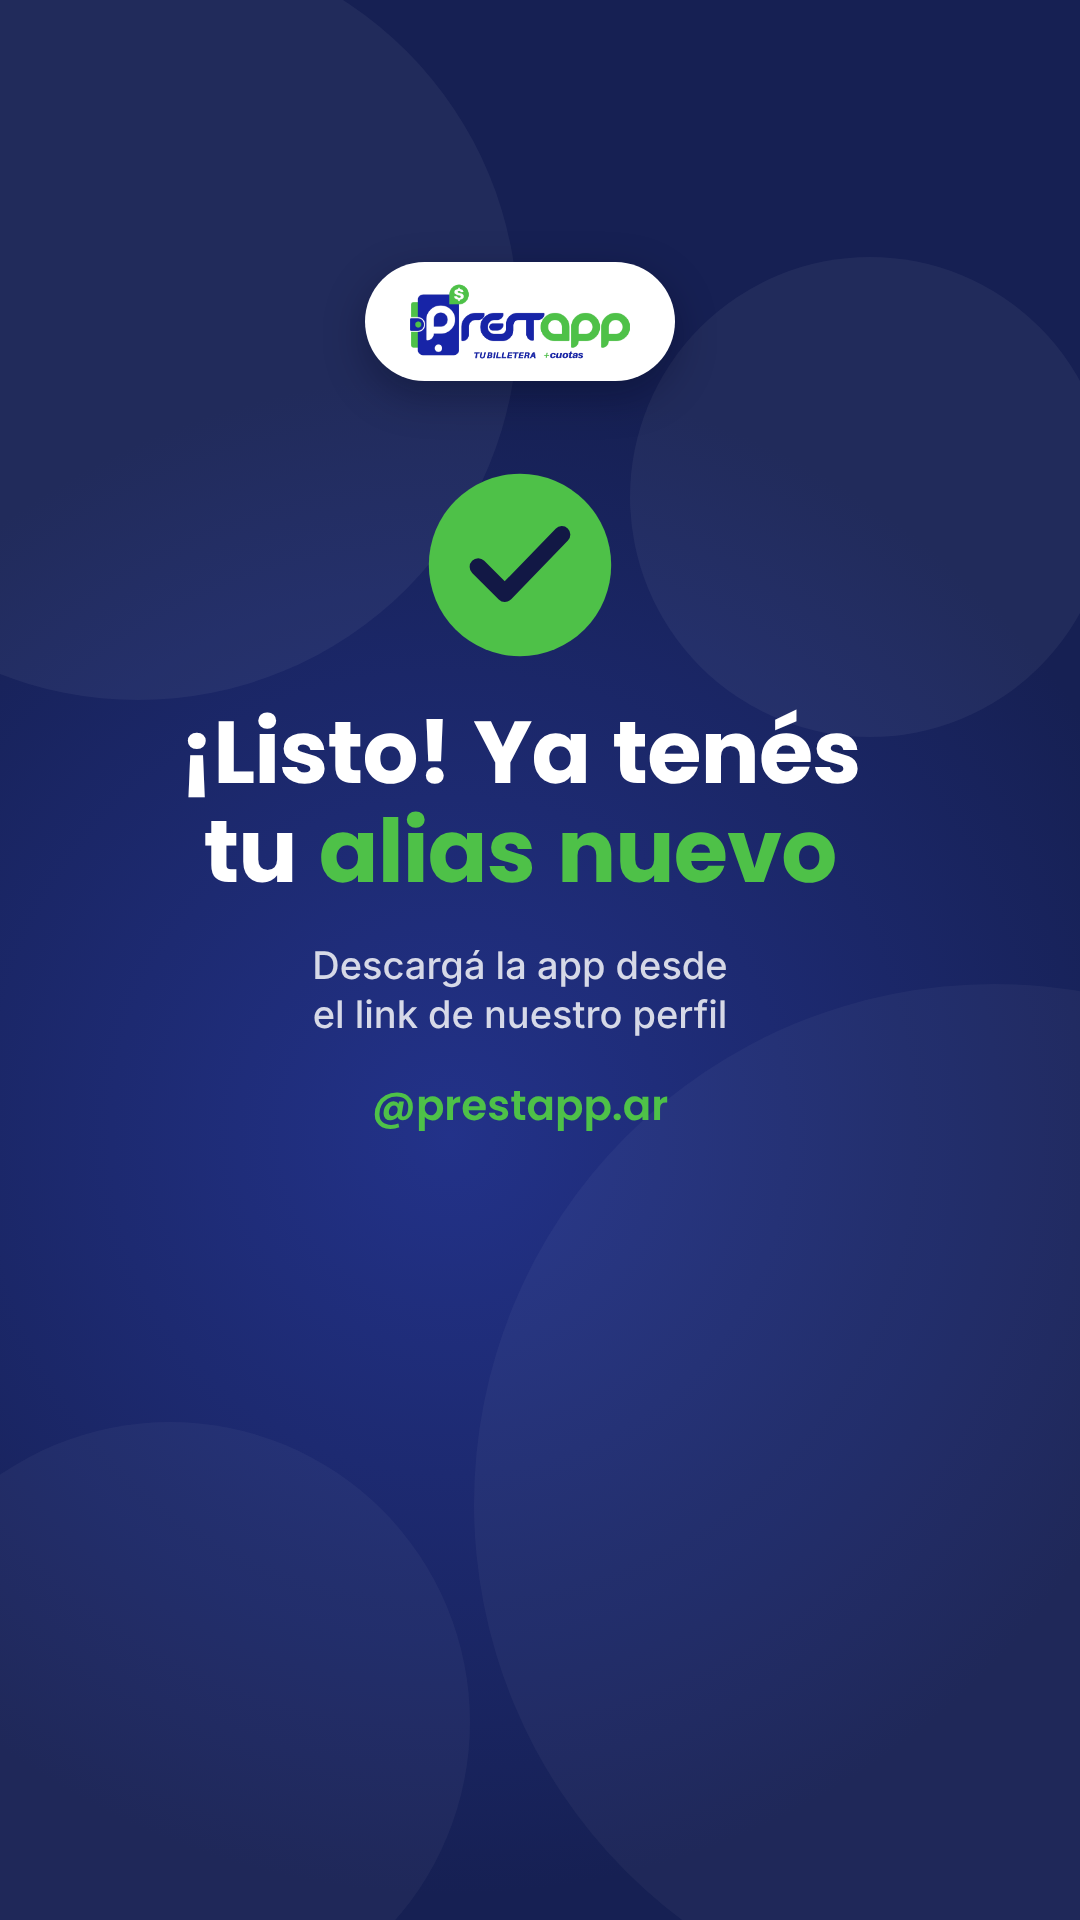 $
Prestapp
TU BILLETERA +cuotas
¡Listo! Ya tenés
tu alias nuevo
Descargá la app desde
el link de nuestro perfil
@prestapp.ar